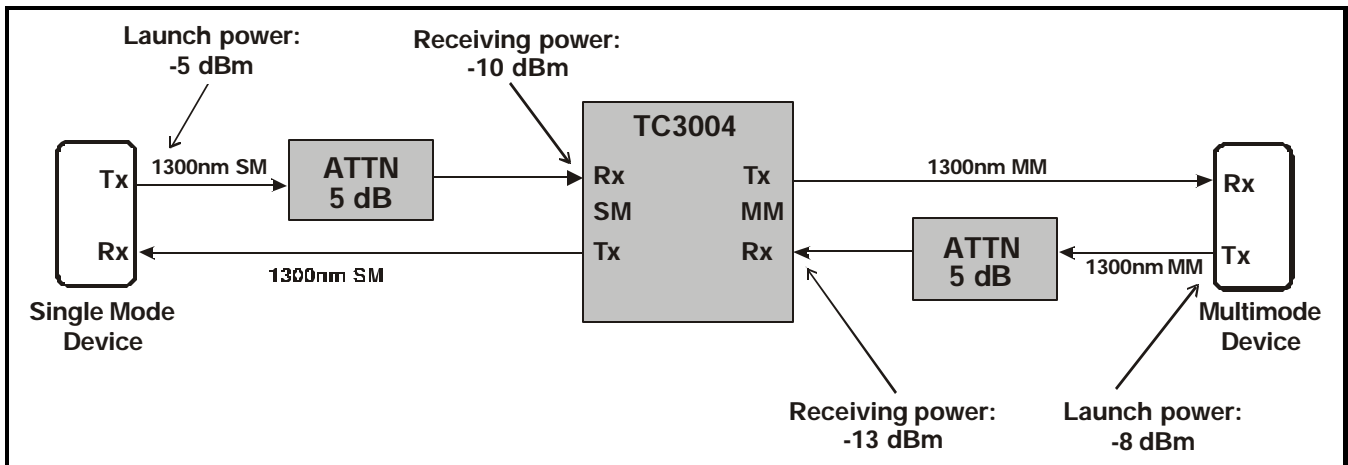 Launch power:
-5 dBm
Receiving power:
-10 dBm
TC3004
Tx
1300nm SM
ATTN
5 dB
Rx
Tx
1300nm MM
Rx
SM
MM
Rx
1300nm SM
Tx
Rx
ATTN
5 dB
1300nm MM
Tx
Single Mode
Device
Multimode
Device
Receiving power:
-13 dBm
Launch power:
-8 dBm